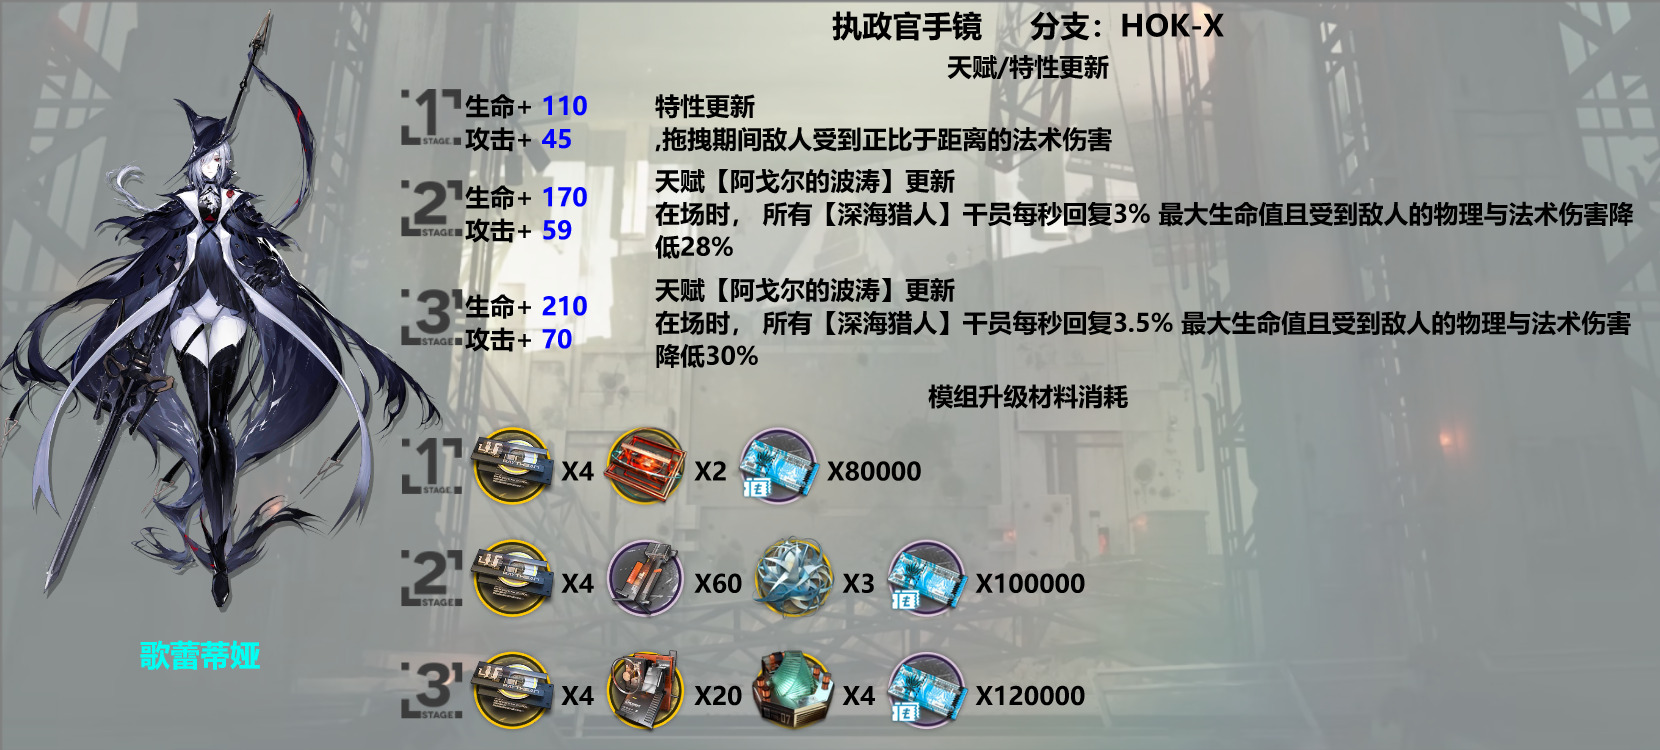 执政官手镜 分支：HOK-X
天赋/特性更新
1 STAGE.
生命+ 110
攻击+ 45
特性更新
,拖拽期间敌人受到正比于距离的法术伤害
2 STAGE.
生命+ 170
攻击+ 59
天赋【阿戈尔的波涛】更新
在场时， 所有【深海猎人】干员每秒回复3% 最大生命值且受到敌人的物理与法术伤害降
低28%
3 STAGE.
生命+ 210
攻击+ 70
天赋【阿戈尔的波涛】更新
在场时， 所有【深海猎人】干员每秒回复3.5% 最大生命值且受到敌人的物理与法术伤害
降低30%
模组升级材料消耗
1 STAGE. X4 X2 X80000
2 STAGE. X4 X60 X3 X100000
歌蕾蒂娅
3 STAGE. X4 X20 X4 X120000